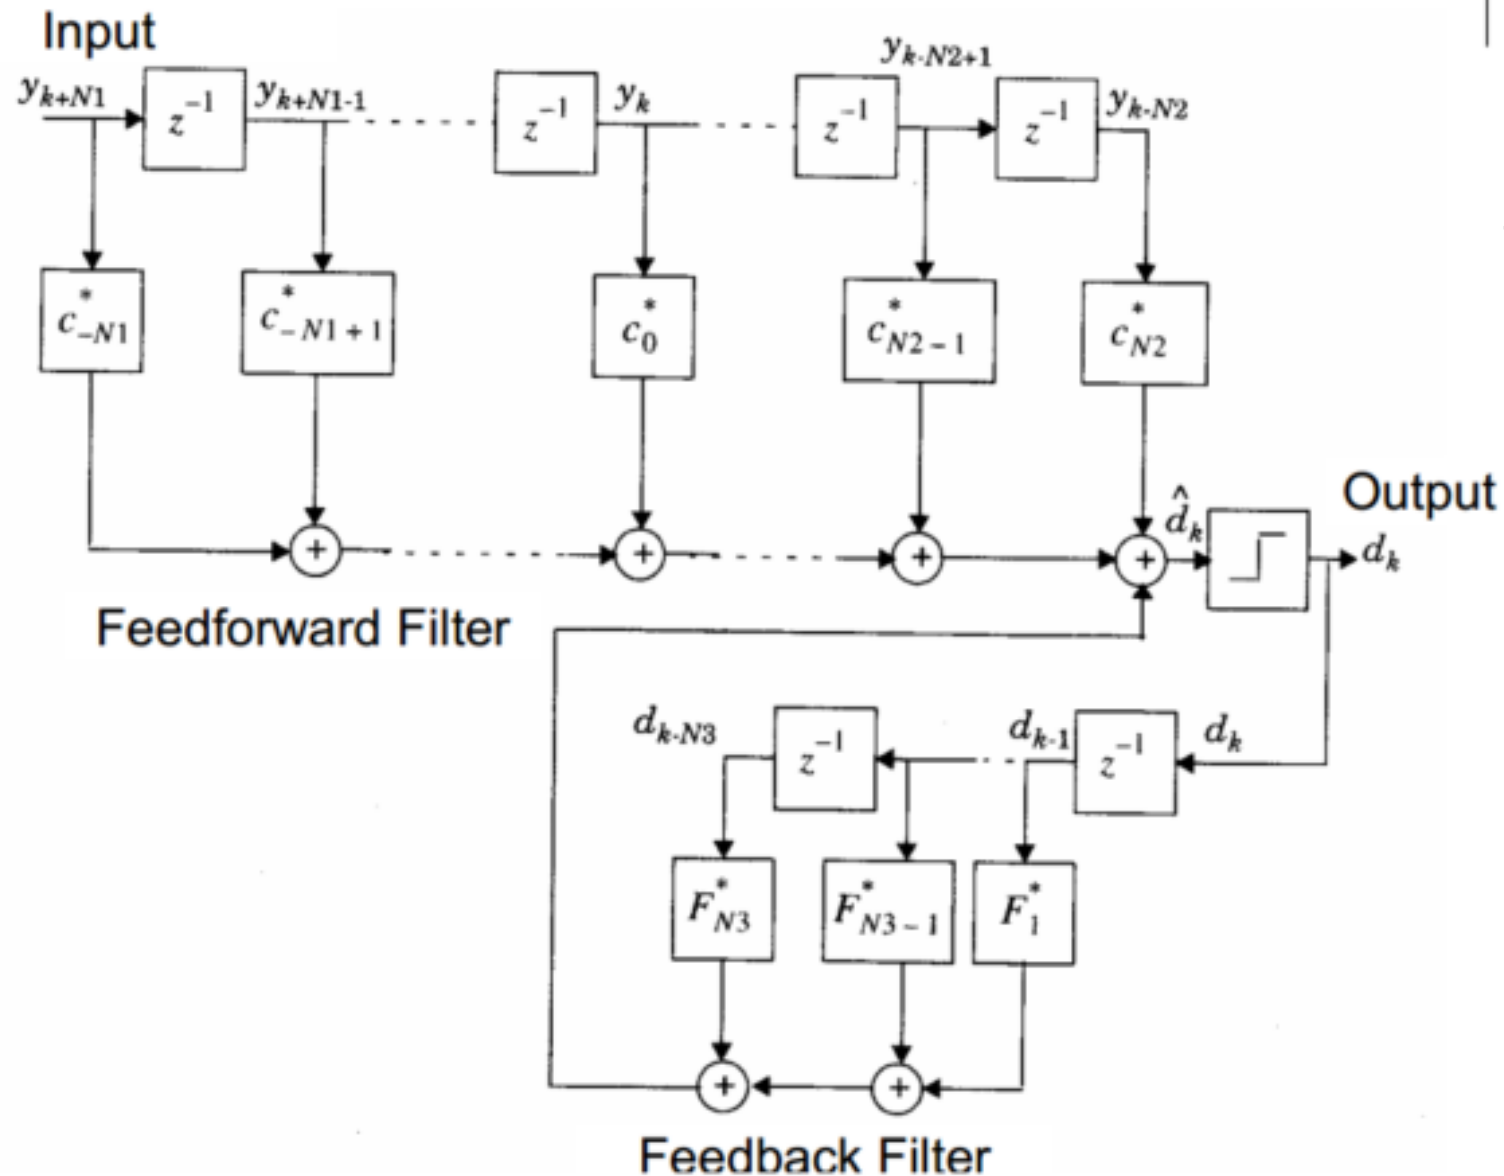 Input
y_{k+N1} z^{-1} y_{k+N1-1} z^{-1} y_k z^{-1} y_{k-N2+1} z^{-1} y_{k-N2}
c^*_{-N1} c^*_{-N1+1} c^*_0 c^*_{N2-1} c^*_{N2}
Output
+ + + + \hat{d}_k d_k
Feedforward Filter
d_{k-N3} z^{-1} d_{k-1} z^{-1} d_k
F^*_{N3} F^*_{N3-1} F^*_1
+ +
Feedback Filter